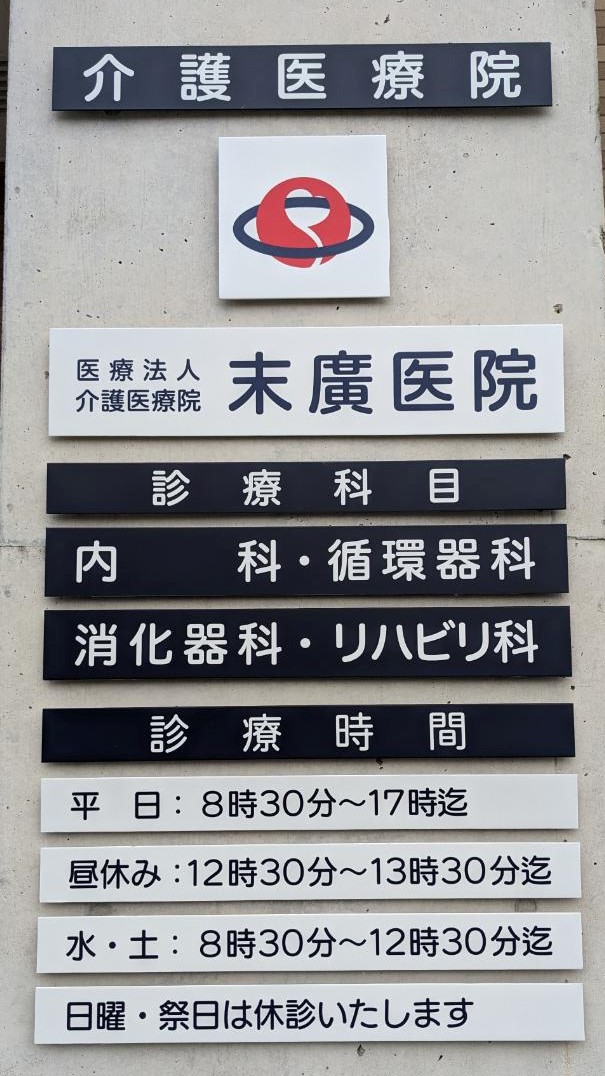 介護医療院
医療法人
介護医療院
末廣医院
診療科目
内科・循環器科
消化器科・リハビリ科
診療時間
平日：8時30分～17時迄
昼休み：12時30分～13時30分迄
水・土：8時30分～12時30分迄
日曜・祭日は休診いたします